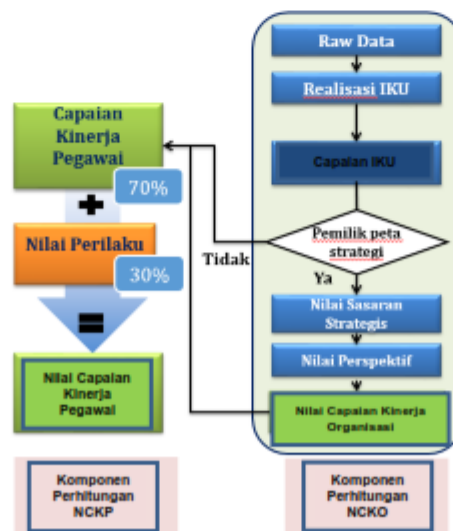 Raw Data
Realisasi IKU
Capaian IKU
Pemilik peta
strategi
Tidak
Ya
Nilai Sasaran
Strategis
Nilai Perspektif
Nilai Capaian Kinerja
Organisasi
Capaian
Kinerja
Pegawai
70%
Nilai Perilaku
30%
Nilai Capaian
Kinerja
Pegawai
Komponen
Perhitungan
NCKP
Komponen
Perhitungan
NCKO